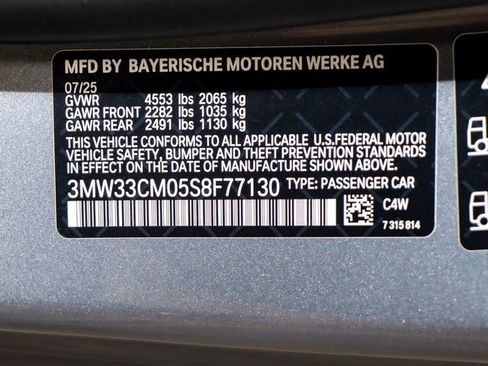 MFD BY BAYERISCHE MOTOREN WERKE AG
07/25
GVWR 4553 lbs 2065 kg
GAWR FRONT 2282 lbs 1035 kg
GAWR REAR 2491 lbs 1130 kg
THIS VEHICLE CONFORMS TO ALL APPLICABLE U.S.FEDERAL MOTOR
VEHICLE SAFETY, BUMPER AND THEFT PREVENTION STANDARDS
IN EFFECT ON THE DATE OF MANUFACTURE SHOWN ABOVE.
3MW33CM05S8F77130 TYPE: PASSENGER CAR
C4W
7 315 814